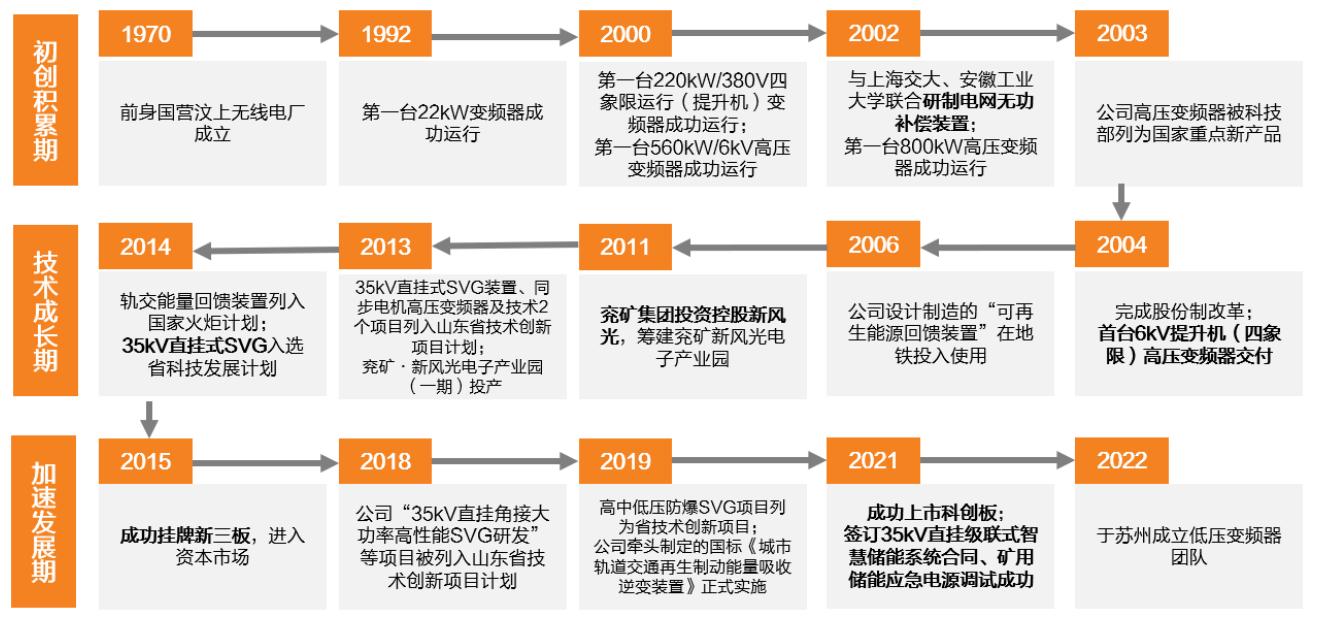 初创积累期
1970
前身国营汶上无线电厂
成立
1992
第一台22kW变频器成
功运行
2000
第一台220kW/380V四
象限运行（提升机）变
频器成功运行；
第一台560kW/6kV高压
变频器成功运行
2002
与上海交大、安徽工业
大学联合研制电网无功
补偿装置；
第一台800kW高压变频
器成功运行
2003
公司高压变频器被科技
部列为国家重点新产品
技术成长期
2014
轨交能量回馈装置列入
国家火炬计划；
35kV直挂式SVG入选
省科技发展计划
2013
35kV直挂式SVG装置、同
步电机高压变频器及技术2
个项目列入山东省技术创新
项目计划；
兖矿·新风光电子产业园
（一期）投产
2011
兖矿集团投资控股新风
光，筹建兖矿新风光电
子产业园
2006
公司设计制造的“可再
生能源回馈装置”在地
铁投入使用
2004
完成股份制改革；
首台6kV提升机（四象
限）高压变频器交付
加速发展期
2015
成功挂牌新三板，进入
资本市场
2018
公司“35kV直挂角接大
功率高性能SVG研发”
等项目被列入山东省技
术创新项目计划
2019
高中低压防爆SVG项目列
为省技术创新项目；
公司牵头制定的国标《城市
轨道交通再生制动能量吸收
逆变装置》正式实施
2021
成功上市科创板；
签订35kV直挂级联式智
慧储能系统合同、矿用
储能应急电源调试成功
2022
于苏州成立低压变频器
团队